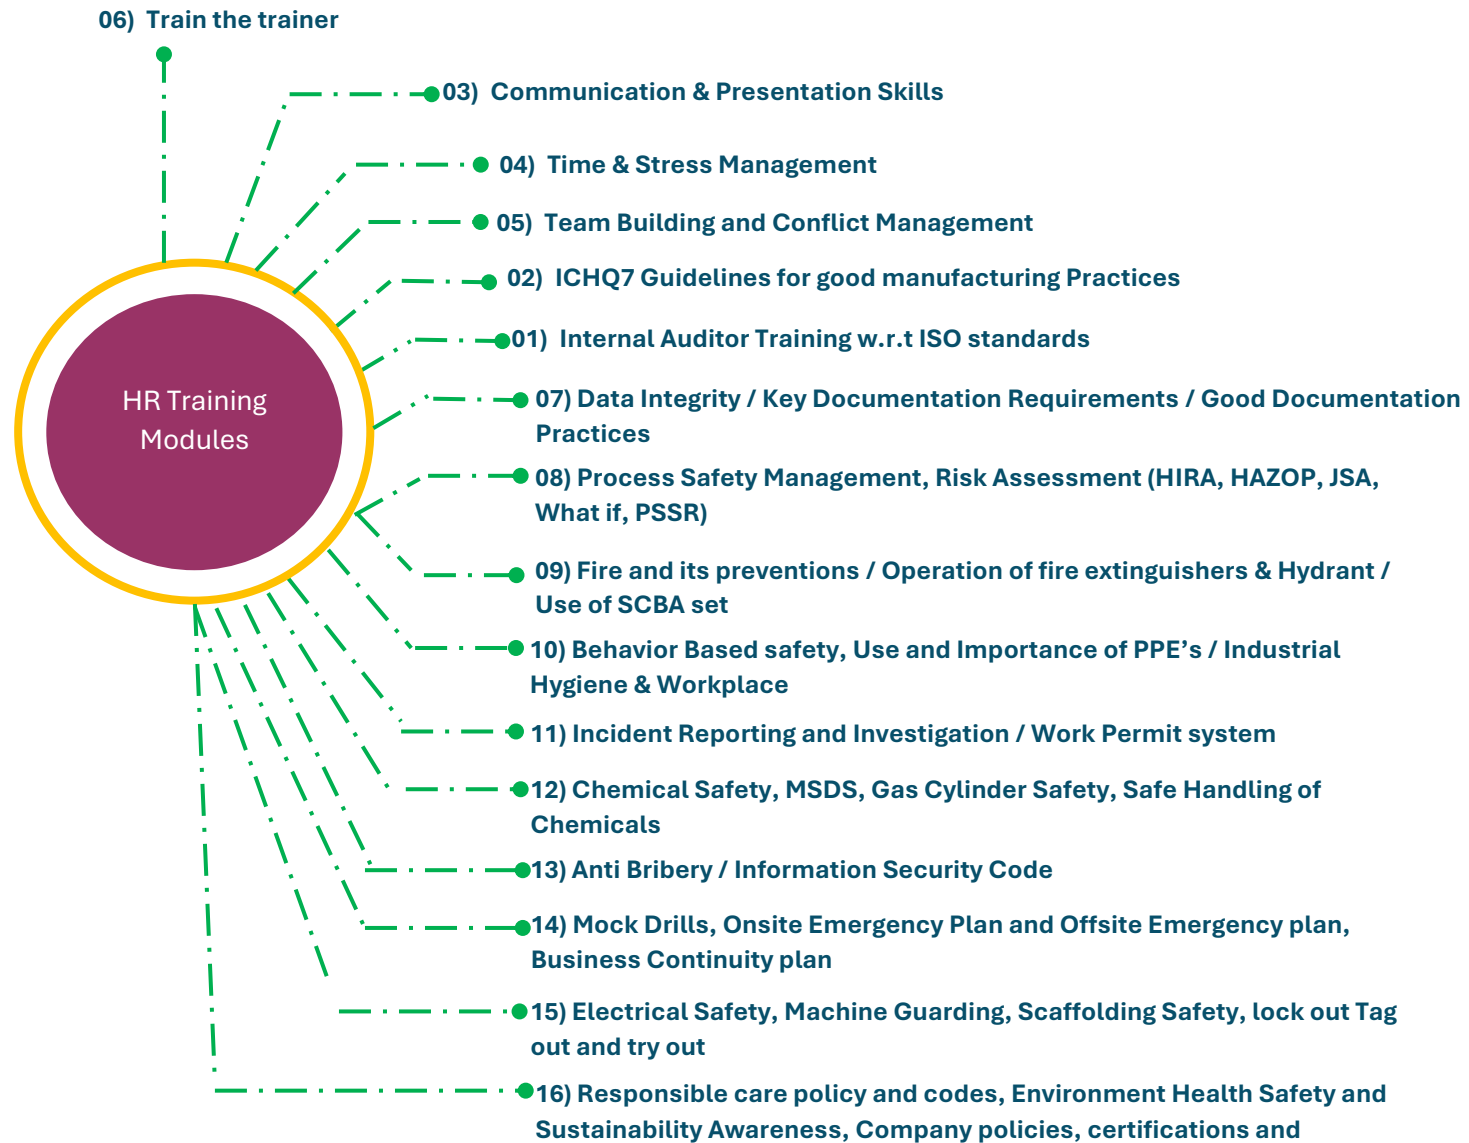 06) Train the trainer
03) Communication & Presentation Skills
04) Time & Stress Management
05) Team Building and Conflict Management
02) ICHQ7 Guidelines for good manufacturing Practices
01) Internal Auditor Training w.r.t ISO standards
HR Training
Modules
07) Data Integrity / Key Documentation Requirements / Good Documentation
Practices
08) Process Safety Management, Risk Assessment (HIRA, HAZOP, JSA,
What if, PSSR)
09) Fire and its preventions / Operation of fire extinguishers & Hydrant /
Use of SCBA set
10) Behavior Based safety, Use and Importance of PPE’s / Industrial
Hygiene & Workplace
11) Incident Reporting and Investigation / Work Permit system
12) Chemical Safety, MSDS, Gas Cylinder Safety, Safe Handling of
Chemicals
13) Anti Bribery / Information Security Code
14) Mock Drills, Onsite Emergency Plan and Offsite Emergency plan,
Business Continuity plan
15) Electrical Safety, Machine Guarding, Scaffolding Safety, lock out Tag
out and try out
16) Responsible care policy and codes, Environment Health Safety and
Sustainability Awareness, Company policies, certifications and